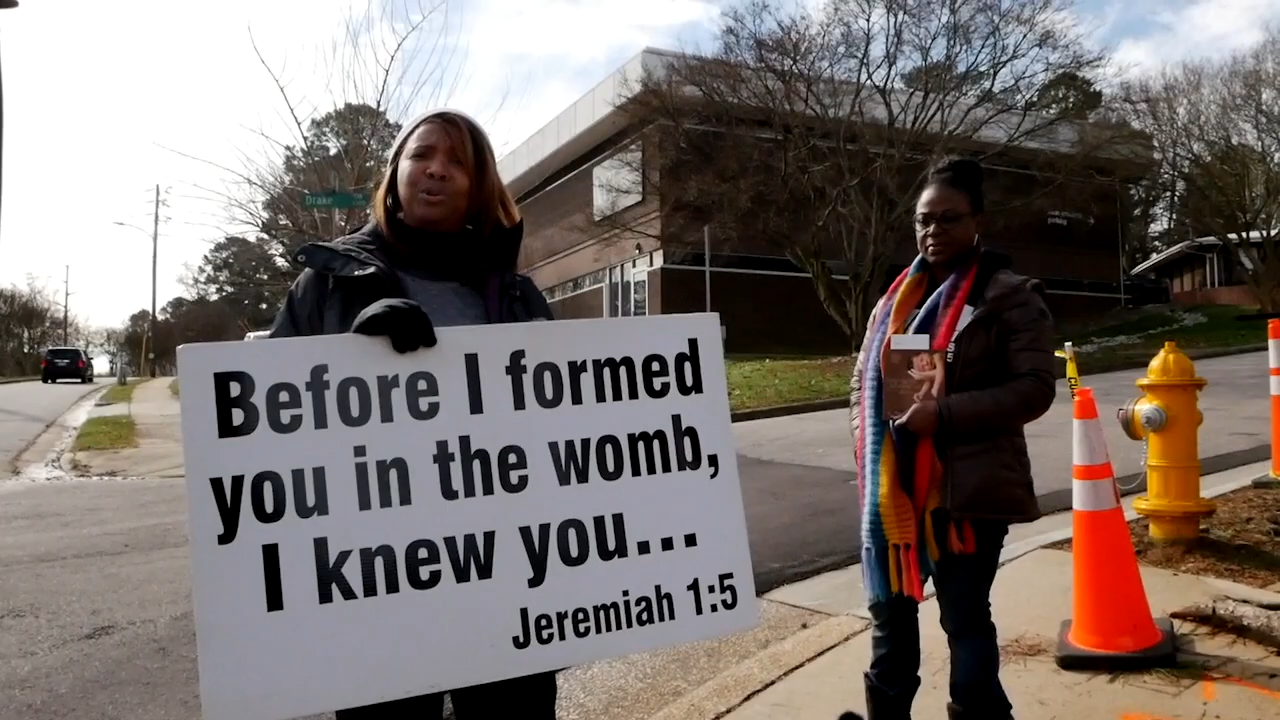 Drake
Before I formed
you in the womb,
I knew you...
Jeremiah 1:5